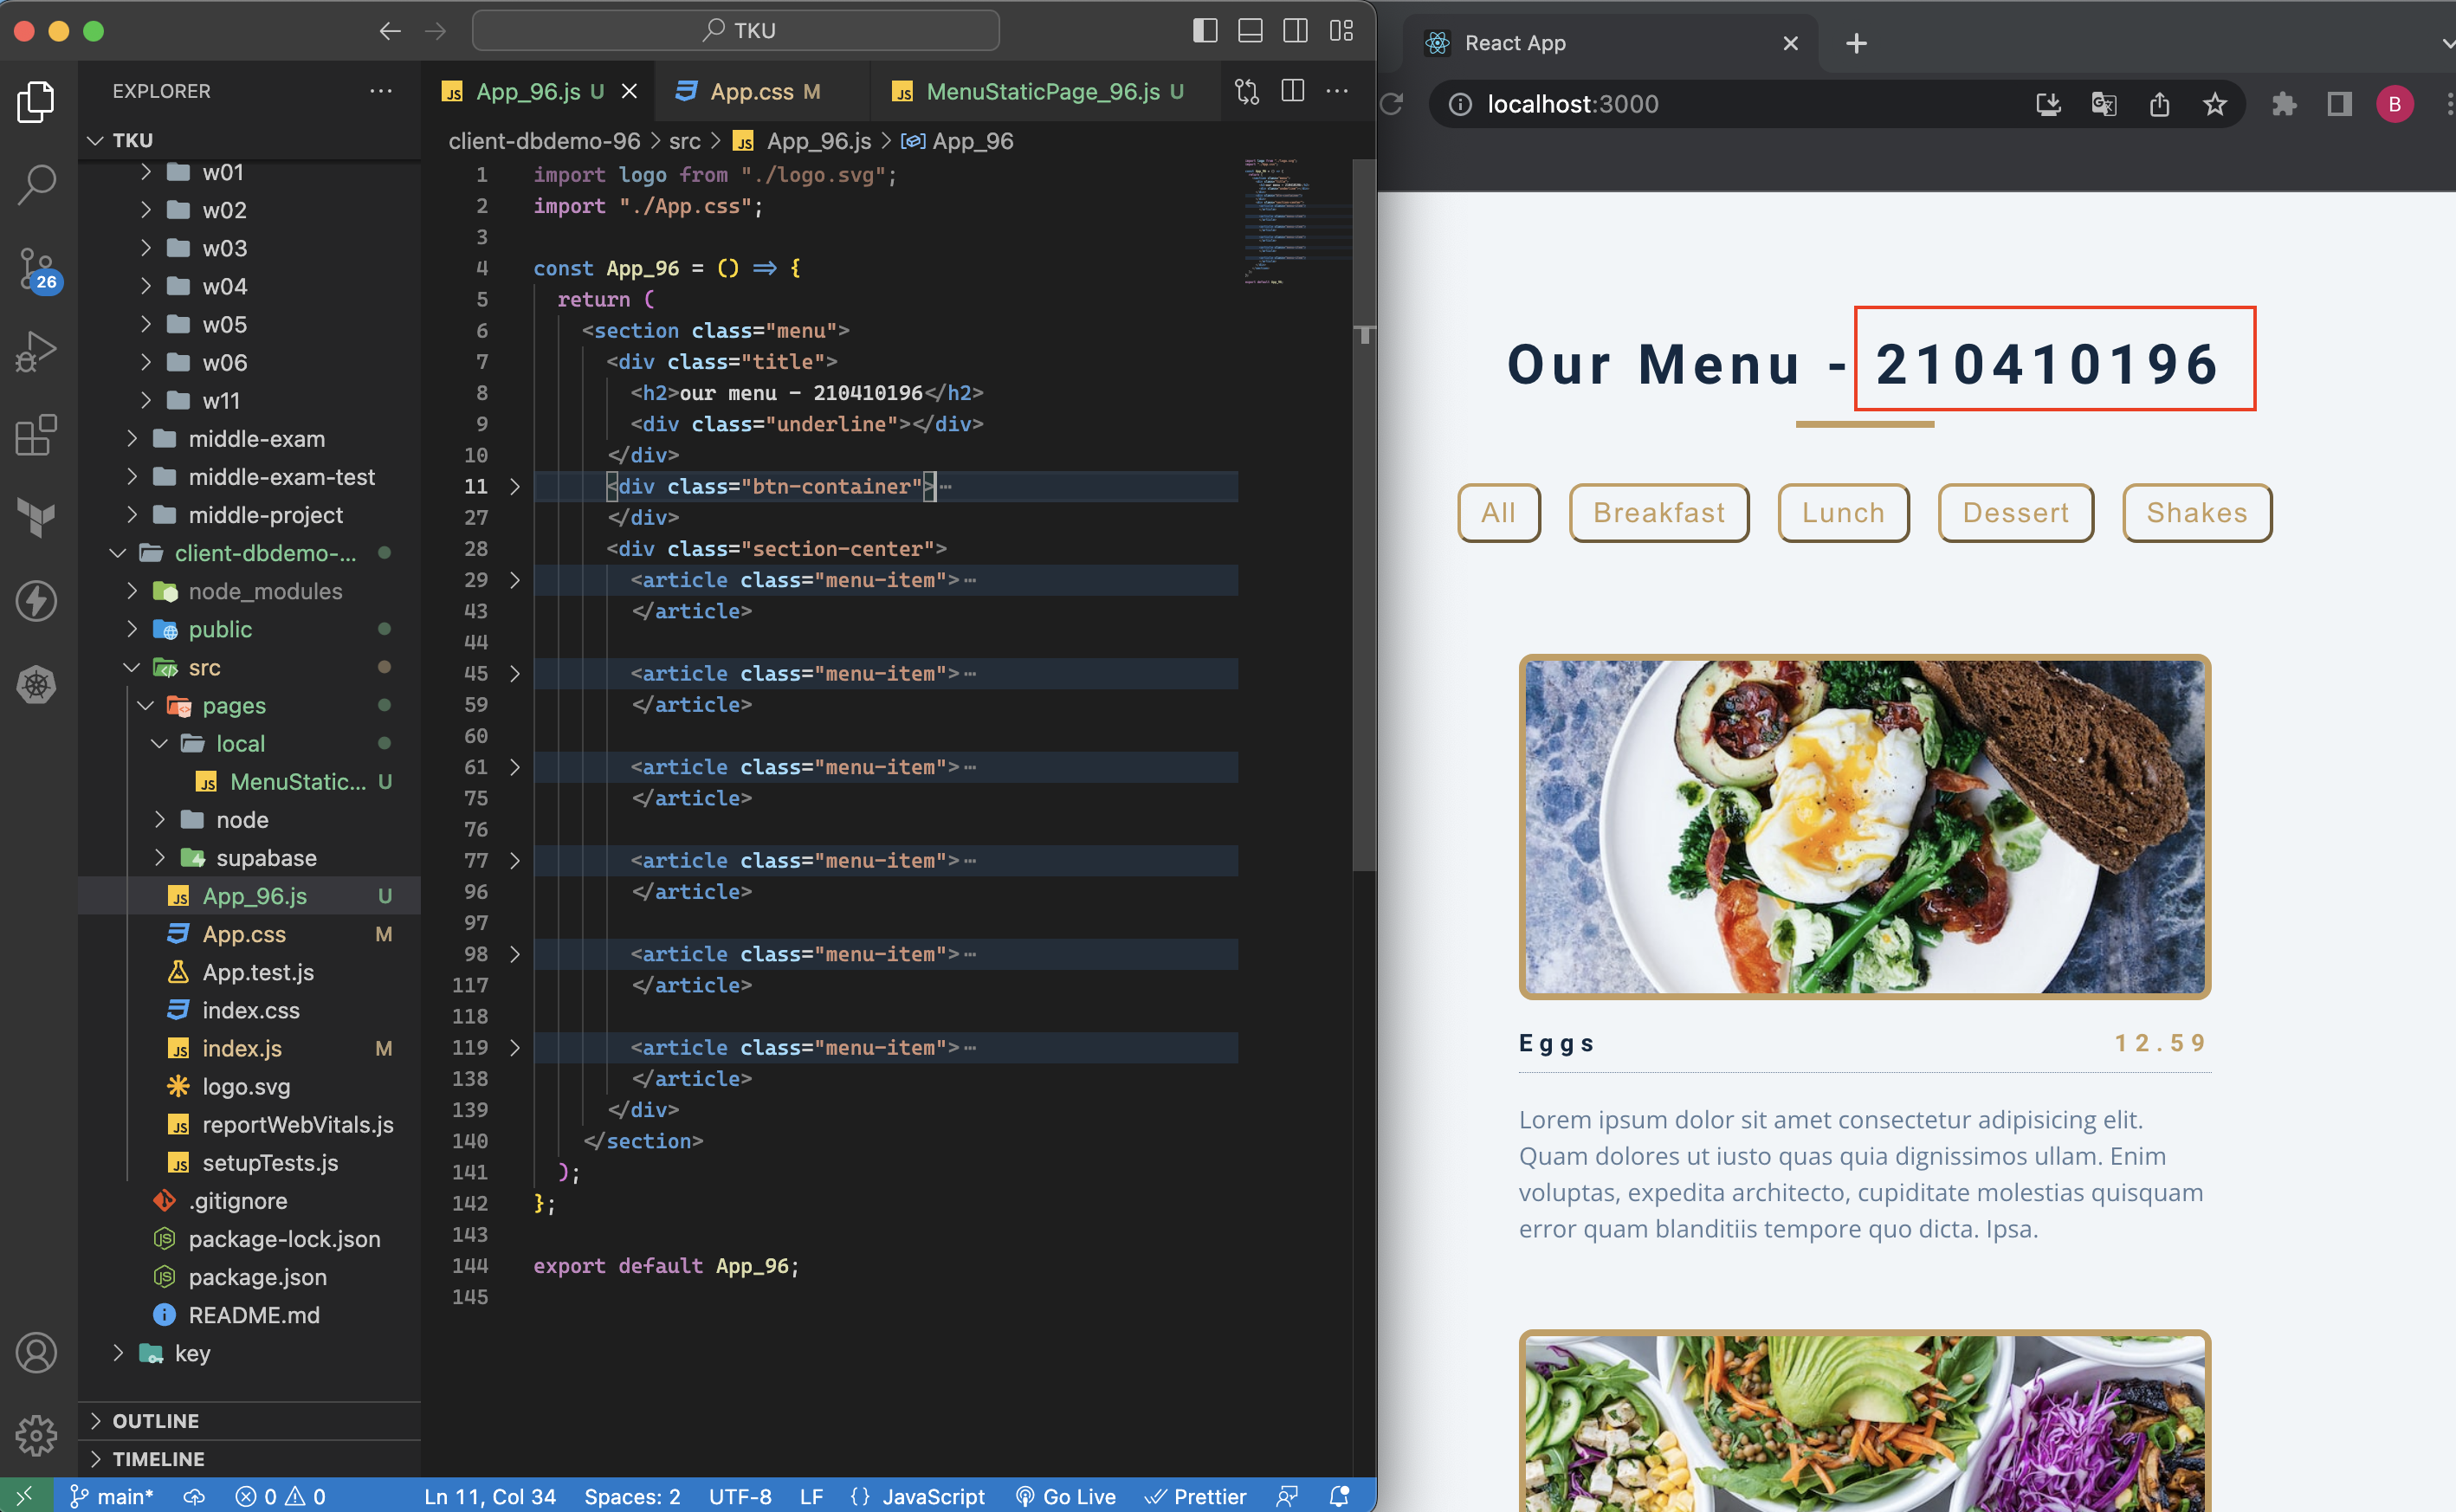 TKU
EXPLORER
TKU
w01
w02
w03
w04
w05
w06
w11
middle-exam
middle-exam-test
middle-project
client-dbdemo-...
node_modules
public
src
pages
local
MenuStatic... U
node
supabase
App_96.js U
App.css M
App.test.js
index.css
index.js M
logo.svg
reportWebVitals.js
setupTests.js
.gitignore
package-lock.json
package.json
README.md
key
OUTLINE
TIMELINE
26
App_96.js U
App.css M
MenuStaticPage_96.js U
client-dbdemo-96 > src > App_96.js > App_96
1 import logo from "./logo.svg";
2 import "./App.css";
3
4 const App_96 = () => {
5 return (
6 <section class="menu">
7 <div class="title">
8 <h2>our menu - 210410196</h2>
9 <div class="underline"></div>
10 </div>
11 <div class="btn-container">⋯
27 </div>
28 <div class="section-center">
29 <article class="menu-item">⋯
43 </article>
44
45 <article class="menu-item">⋯
59 </article>
60
61 <article class="menu-item">⋯
75 </article>
76
77 <article class="menu-item">⋯
96 </article>
97
98 <article class="menu-item">⋯
117 </article>
118
119 <article class="menu-item">⋯
138 </article>
139 </div>
140 </section>
141 );
142 };
143
144 export default App_96;
145
main* 0 0 Ln 11, Col 34 Spaces: 2 UTF-8 LF {} JavaScript Go Live Prettier
React App
localhost:3000
B
Our Menu - 210410196
All Breakfast Lunch Dessert Shakes
Eggs 12.59
Lorem ipsum dolor sit amet consectetur adipisicing elit.
Quam dolores ut iusto quas quia dignissimos ullam. Enim
voluptas, expedita architecto, cupiditate molestias quisquam
error quam blanditiis tempore quo dicta. Ipsa.